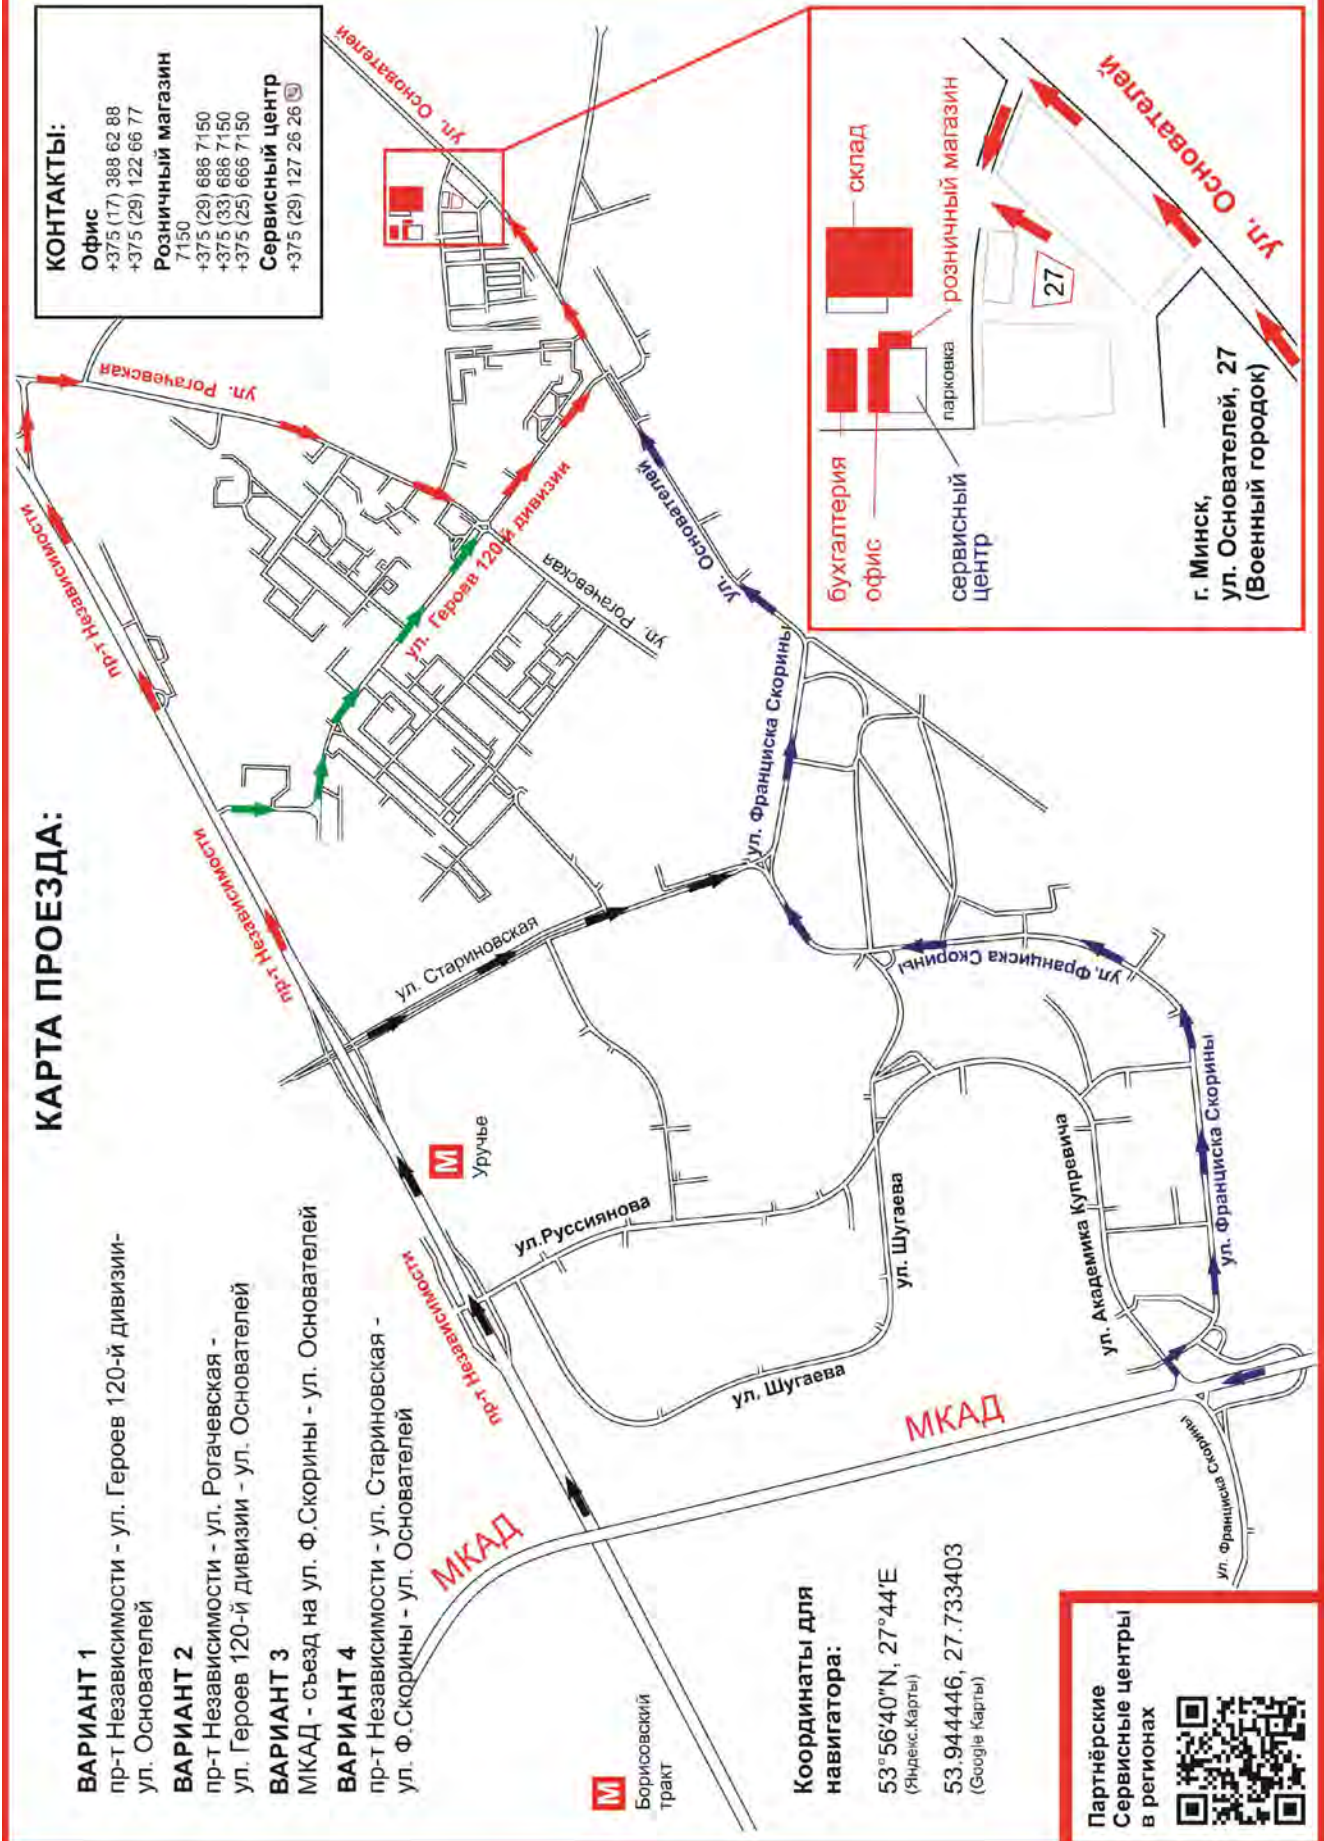 КАРТА ПРОЕЗДА:
ВАРИАНТ 1
пр-т Независимости - ул. Героев 120-й дивизии-
ул. Основателей
ВАРИАНТ 2
пр-т Независимости - ул. Рогачевская -
ул. Героев 120-й дивизии - ул. Основателей
ВАРИАНТ 3
МКАД - съезд на ул. Ф.Скорины - ул. Основателей
ВАРИАНТ 4
пр-т Независимости - ул. Стариновская -
ул. Ф.Скорины - ул. Основателей
КОНТАКТЫ:
Офис
+375 (17) 388 62 88
+375 (29) 122 66 77
Розничный магазин
7150
+375 (29) 686 7150
+375 (33) 686 7150
+375 (25) 666 7150
Сервисный центр
+375 (29) 127 26 26
МКАД
пр-т Независимости
пр-т Независимости
пр-т Независимости
пр-т Независимости
ул. Рогачевская
ул. Основателей
М
Уручье
ул. Стариновская
ул. Героев 120-й дивизии
ул. Рогачевская
ул.Руссиянова
М
Борисовский
тракт
ул. Шугаева
ул. Шугаева
ул. Франциска Скорины
ул. Основателей
ул. Основателей
МКАД
ул. Франциска Скорины
ул. Академика Купревича
ул. Франциска Скорины
ул. Франциска Скорины
ул. Франциска Скорины
Координаты для
навигатора:
53°56'40"N, 27°44'E
(Яндекс.Карты)
53.944446, 27.733403
(Google Карты)
Партнёрские
Сервисные центры
в регионах
бухгалтерия
офис
сервисный
центр
склад
розничный магазин
парковка
27
ул. Основателей
г. Минск,
ул. Основателей, 27
(Военный городок)